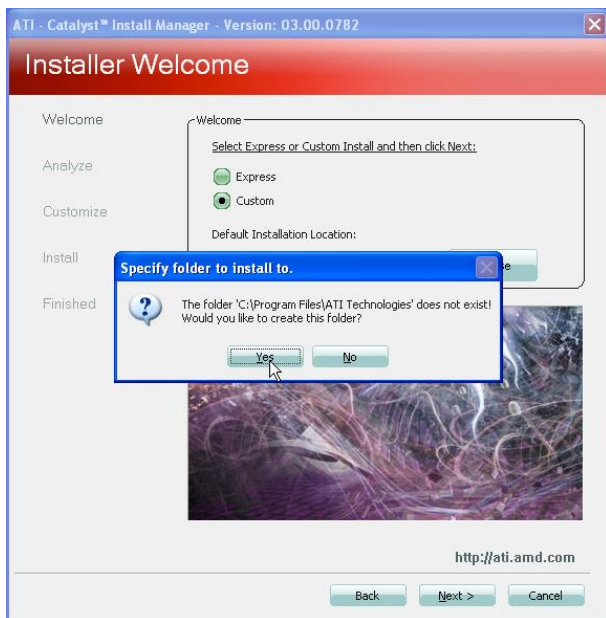 ATI - Catalyst™ Install Manager - Version: 03.00.0782
Installer Welcome
Welcome
Analyze
Customize
Install
Finished
Welcome
Select Express or Custom Install and then click Next:
Express
Custom
Default Installation Location:
Specify folder to install to.
The folder 'C:\Program Files\ATI Technologies' does not exist!
Would you like to create this folder?
Yes
No
http://ati.amd.com
Back
Next >
Cancel